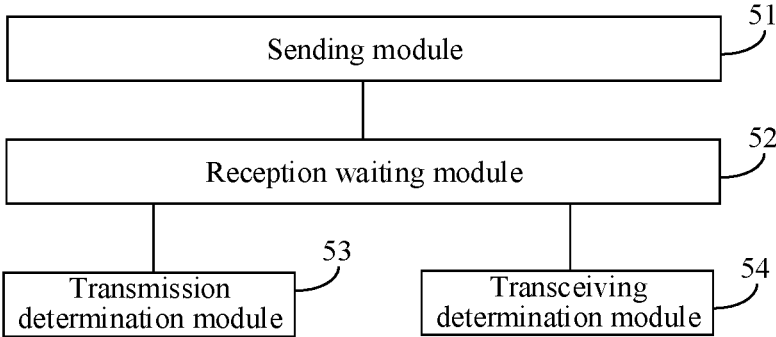 51
Sending module
52
Reception waiting module
53
Transmission
determination module
54
Transceiving
determination module